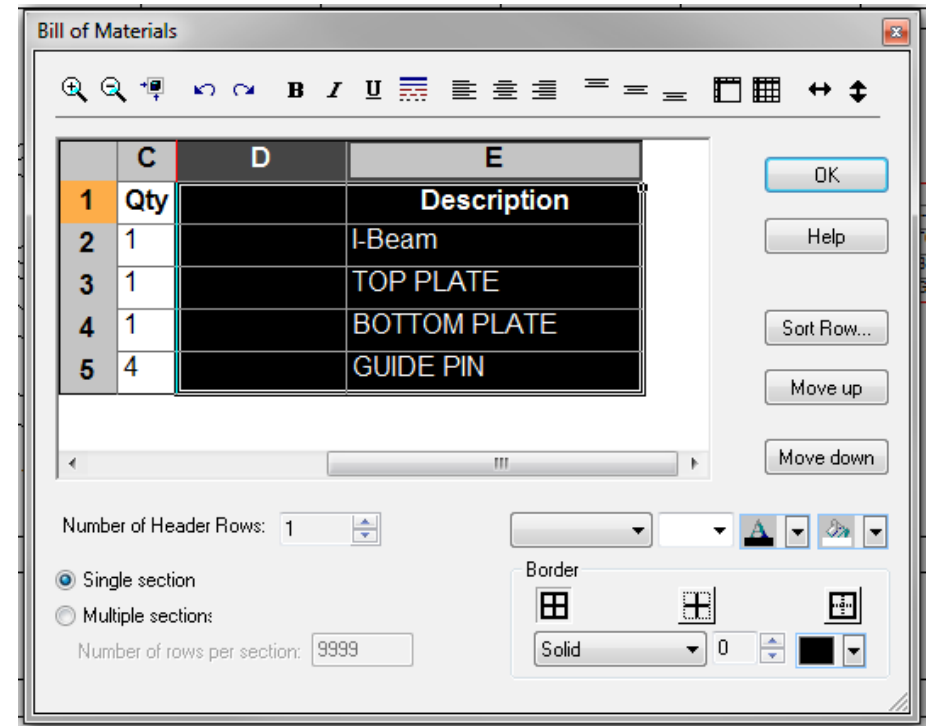 Bill of Materials
B I U
C D E
1 Qty Description
2 1 I-Beam
3 1 TOP PLATE
4 1 BOTTOM PLATE
5 4 GUIDE PIN
OK
Help
Sort Row...
Move up
Move down
Number of Header Rows: 1
A
Single section
Multiple sections
Number of rows per section: 9999
Border
Solid 0